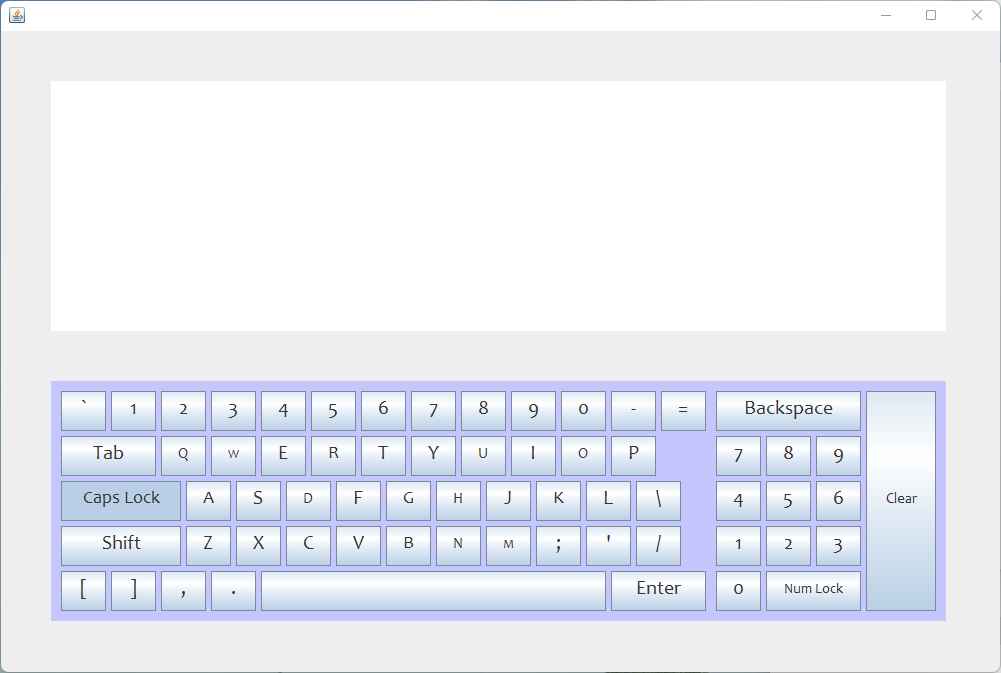 ` 1 2 3 4 5 6 7 8 9 0 - = Backspace
Tab Q W E R T Y U I O P 7 8 9
Caps Lock A S D F G H J K L \ 4 5 6 Clear
Shift Z X C V B N M ; ' / 1 2 3
[ ] , . Enter 0 Num Lock